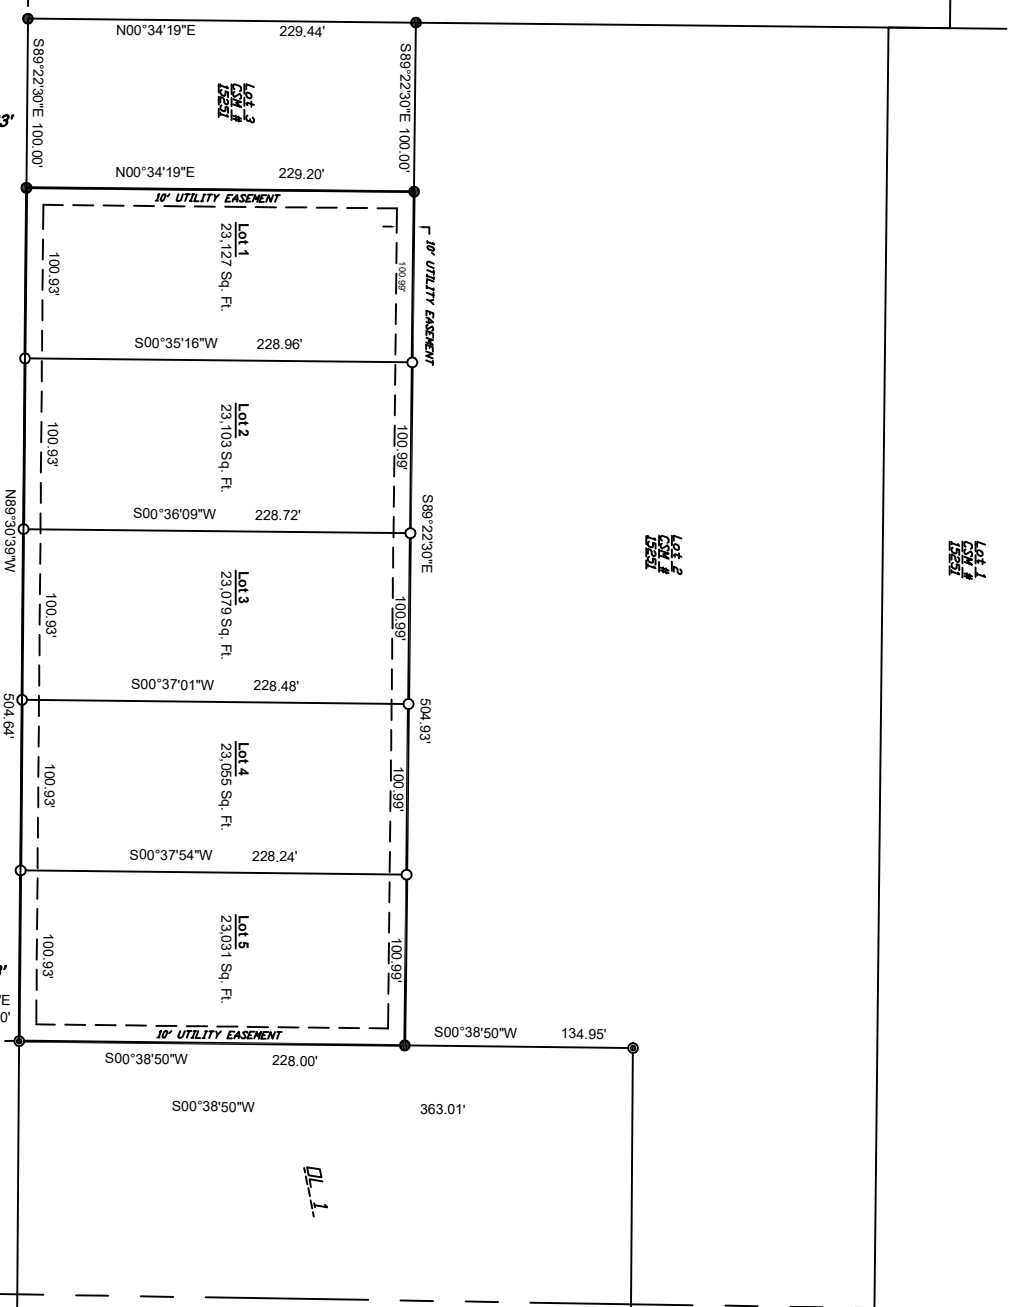 N00°34'19"E 229.44'
S89°22'30"E 100.00'
S89°22'30"E 100.00'
Lot 3
CSM #
15251
3'
N00°34'19"E 229.20'
10' UTILITY EASEMENT
10' UTILITY EASEMENT
Lot 1
23,127 Sq. Ft.
100.93'
100.99'
S00°35'16"W 228.96'
Lot 2
23,103 Sq. Ft.
100.93'
100.99'
N89°30'39"W
S00°36'09"W 228.72'
S89°22'30"E
Lot 3
23,079 Sq. Ft.
100.93'
100.99'
Lot 2
CSM #
15251
Lot 1
CSM #
15251
504.64'
S00°37'01"W 228.48'
504.93'
Lot 4
23,055 Sq. Ft.
100.93'
100.99'
S00°37'54"W 228.24'
Lot 5
23,031 Sq. Ft.
100.93'
100.99'
'
"E
0'
10' UTILITY EASEMENT
S00°38'50"W 228.00'
S00°38'50"W 134.95'
S00°38'50"W 363.01'
OL 1